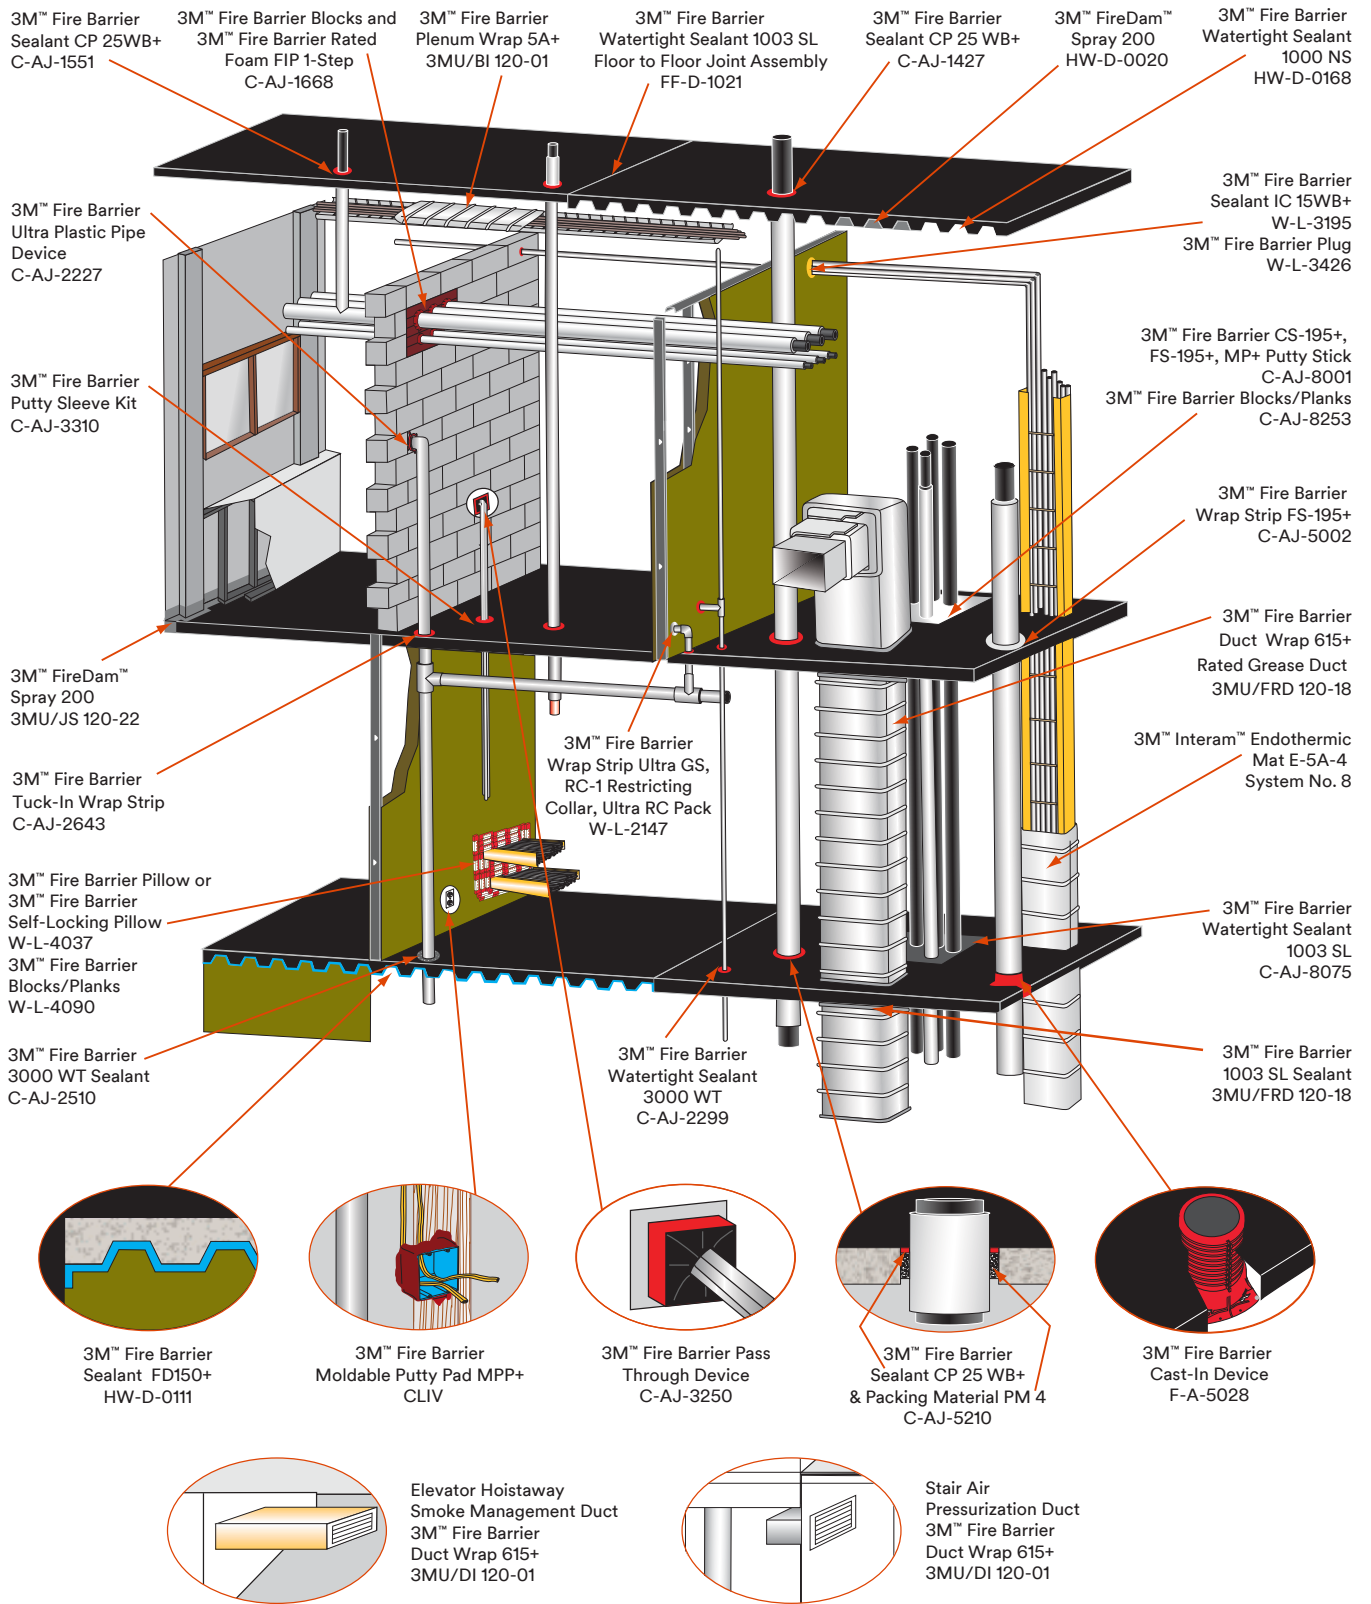 3M™ Fire Barrier
Sealant CP 25WB+
C-AJ-1551
3M™ Fire Barrier Blocks and
3M™ Fire Barrier Rated
Foam FIP 1-Step
C-AJ-1668
3M™ Fire Barrier
Plenum Wrap 5A+
3MU/BI 120-01
3M™ Fire Barrier
Watertight Sealant 1003 SL
Floor to Floor Joint Assembly
FF-D-1021
3M™ Fire Barrier
Sealant CP 25 WB+
C-AJ-1427
3M™ FireDam™
Spray 200
HW-D-0020
3M™ Fire Barrier
Watertight Sealant
1000 NS
HW-D-0168
3M™ Fire Barrier
Ultra Plastic Pipe
Device
C-AJ-2227
3M™ Fire Barrier
Sealant IC 15WB+
W-L-3195
3M™ Fire Barrier Plug
W-L-3426
3M™ Fire Barrier
Putty Sleeve Kit
C-AJ-3310
3M™ Fire Barrier CS-195+,
FS-195+, MP+ Putty Stick
C-AJ-8001
3M™ Fire Barrier Blocks/Planks
C-AJ-8253
3M™ Fire Barrier
Wrap Strip FS-195+
C-AJ-5002
3M™ Fire Barrier
Duct Wrap 615+
Rated Grease Duct
3MU/FRD 120-18
3M™ FireDam™
Spray 200
3MU/JS 120-22
3M™ Fire Barrier
Tuck-In Wrap Strip
C-AJ-2643
3M™ Fire Barrier
Wrap Strip Ultra GS,
RC-1 Restricting
Collar, Ultra RC Pack
W-L-2147
3M™ Interam™ Endothermic
Mat E-5A-4
System No. 8
3M™ Fire Barrier Pillow or
3M™ Fire Barrier
Self-Locking Pillow
W-L-4037
3M™ Fire Barrier
Blocks/Planks
W-L-4090
3M™ Fire Barrier
Watertight Sealant
1003 SL
C-AJ-8075
3M™ Fire Barrier
3000 WT Sealant
C-AJ-2510
3M™ Fire Barrier
Watertight Sealant
3000 WT
C-AJ-2299
3M™ Fire Barrier
1003 SL Sealant
3MU/FRD 120-18
3M™ Fire Barrier
Sealant FD150+
HW-D-0111
3M™ Fire Barrier
Moldable Putty Pad MPP+
CLIV
3M™ Fire Barrier Pass
Through Device
C-AJ-3250
3M™ Fire Barrier
Sealant CP 25 WB+
& Packing Material PM 4
C-AJ-5210
3M™ Fire Barrier
Cast-In Device
F-A-5028
Elevator Hoistaway
Smoke Management Duct
3M™ Fire Barrier
Duct Wrap 615+
3MU/DI 120-01
Stair Air
Pressurization Duct
3M™ Fire Barrier
Duct Wrap 615+
3MU/DI 120-01